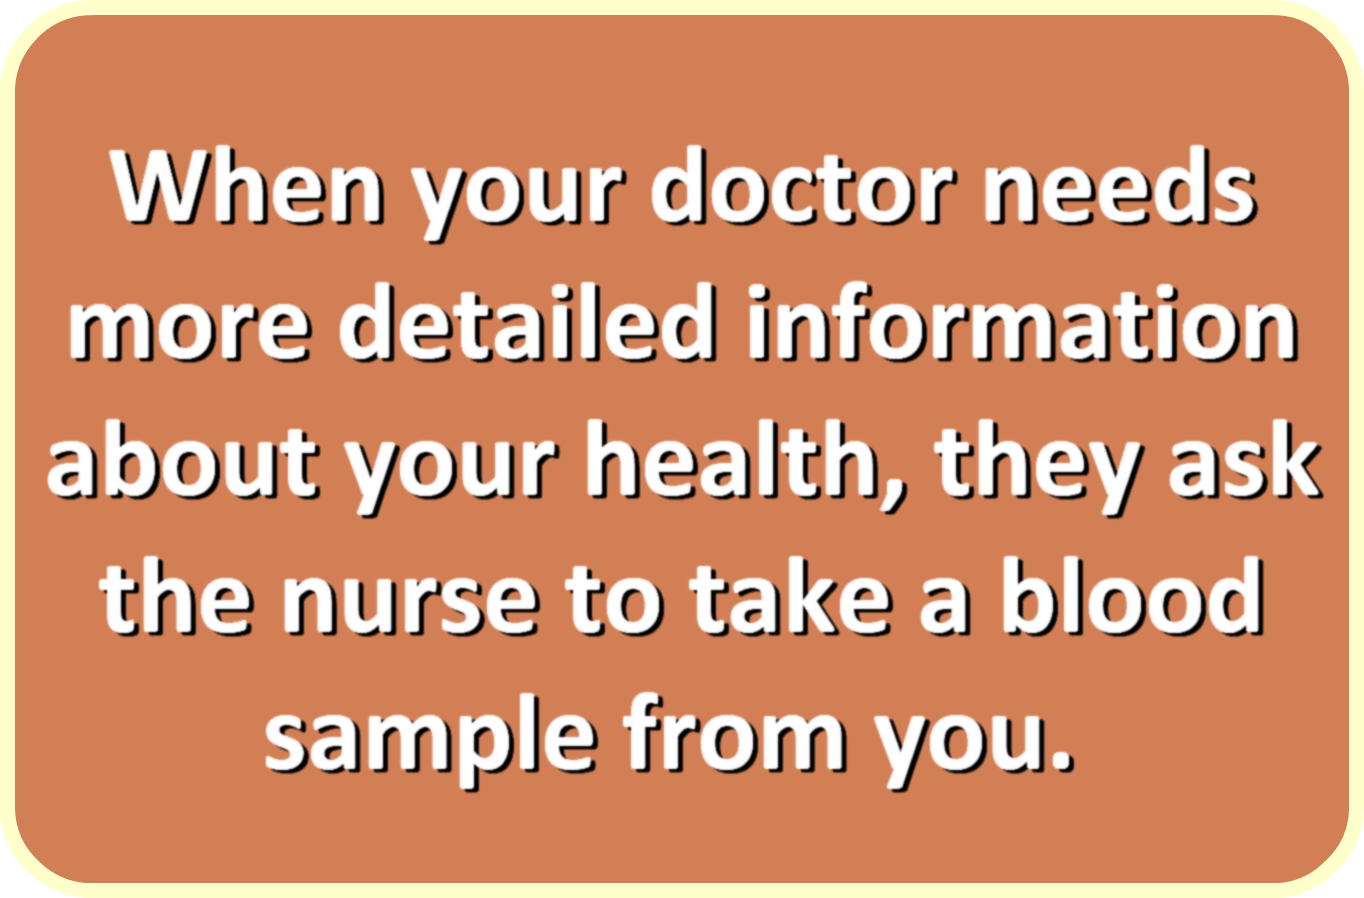 When your doctor needs
more detailed information
about your health, they ask
the nurse to take a blood
sample from you.